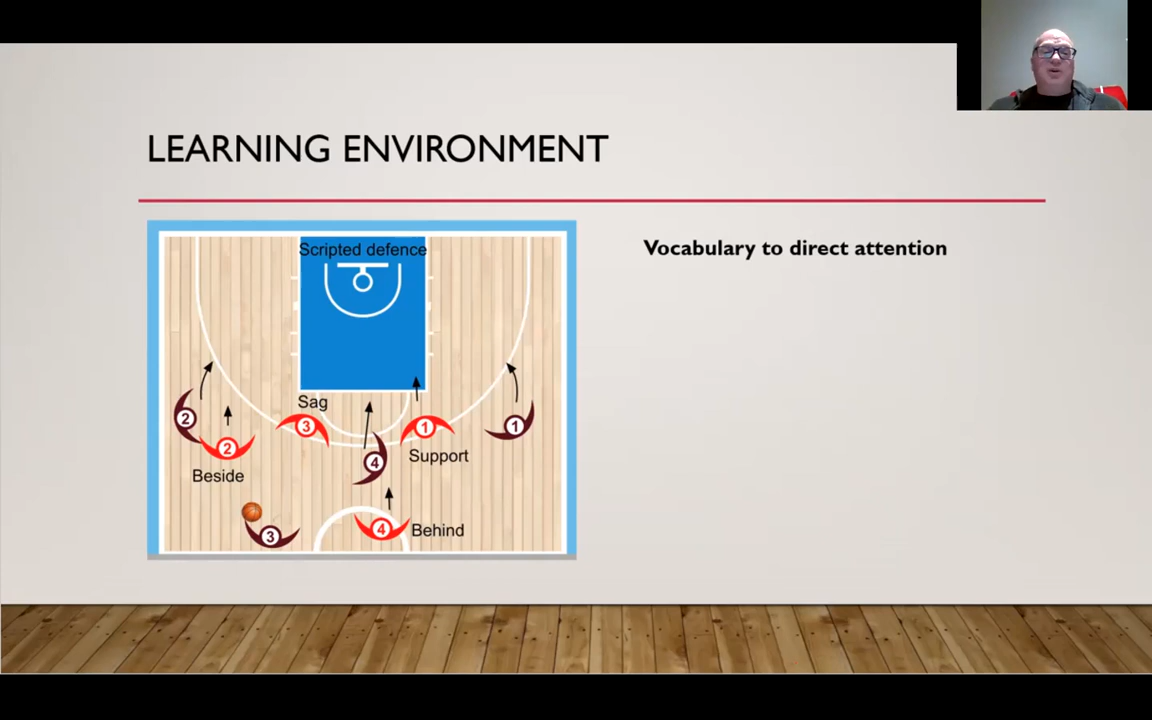 LEARNING ENVIRONMENT
Scripted defence
Vocabulary to direct attention
Sag
2
3
1
1
2
4
Support
Beside
3
4
Behind